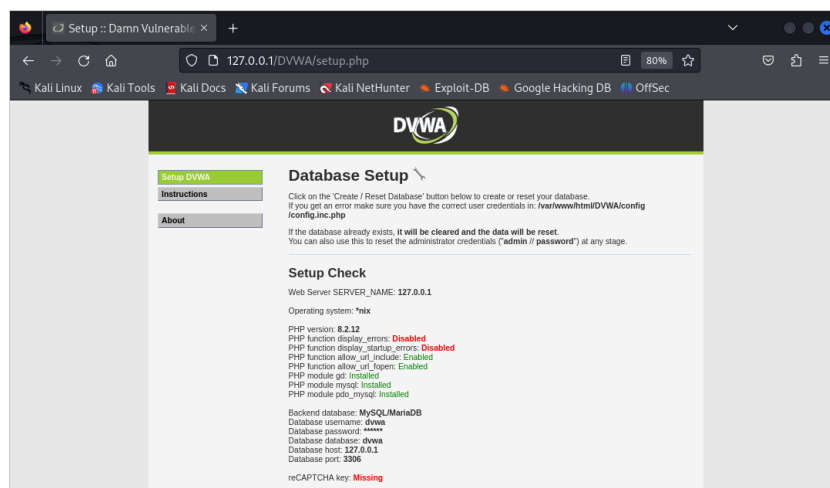 Setup :: Damn Vulnerable
127.0.0.1/DVWA/setup.php
80%
Kali Linux Kali Tools Kali Docs Kali Forums Kali NetHunter Exploit-DB Google Hacking DB OffSec
DVWA
Setup DVWA
Instructions
About
Database Setup
Click on the 'Create / Reset Database' button below to create or reset your database.
If you get an error make sure you have the correct user credentials in: /var/www/html/DVWA/config
/config.inc.php
If the database already exists, it will be cleared and the data will be reset.
You can also use this to reset the administrator credentials ("admin // password") at any stage.
Setup Check
Web Server SERVER_NAME: 127.0.0.1
Operating system: *nix
PHP version: 8.2.12
PHP function display_errors: Disabled
PHP function display_startup_errors: Disabled
PHP function allow_url_include: Enabled
PHP function allow_url_fopen: Enabled
PHP module gd: Installed
PHP module mysql: Installed
PHP module pdo_mysql: Installed
Backend database: MySQL/MariaDB
Database username: dvwa
Database password: ******
Database database: dvwa
Database host: 127.0.0.1
Database port: 3306
reCAPTCHA key: Missing